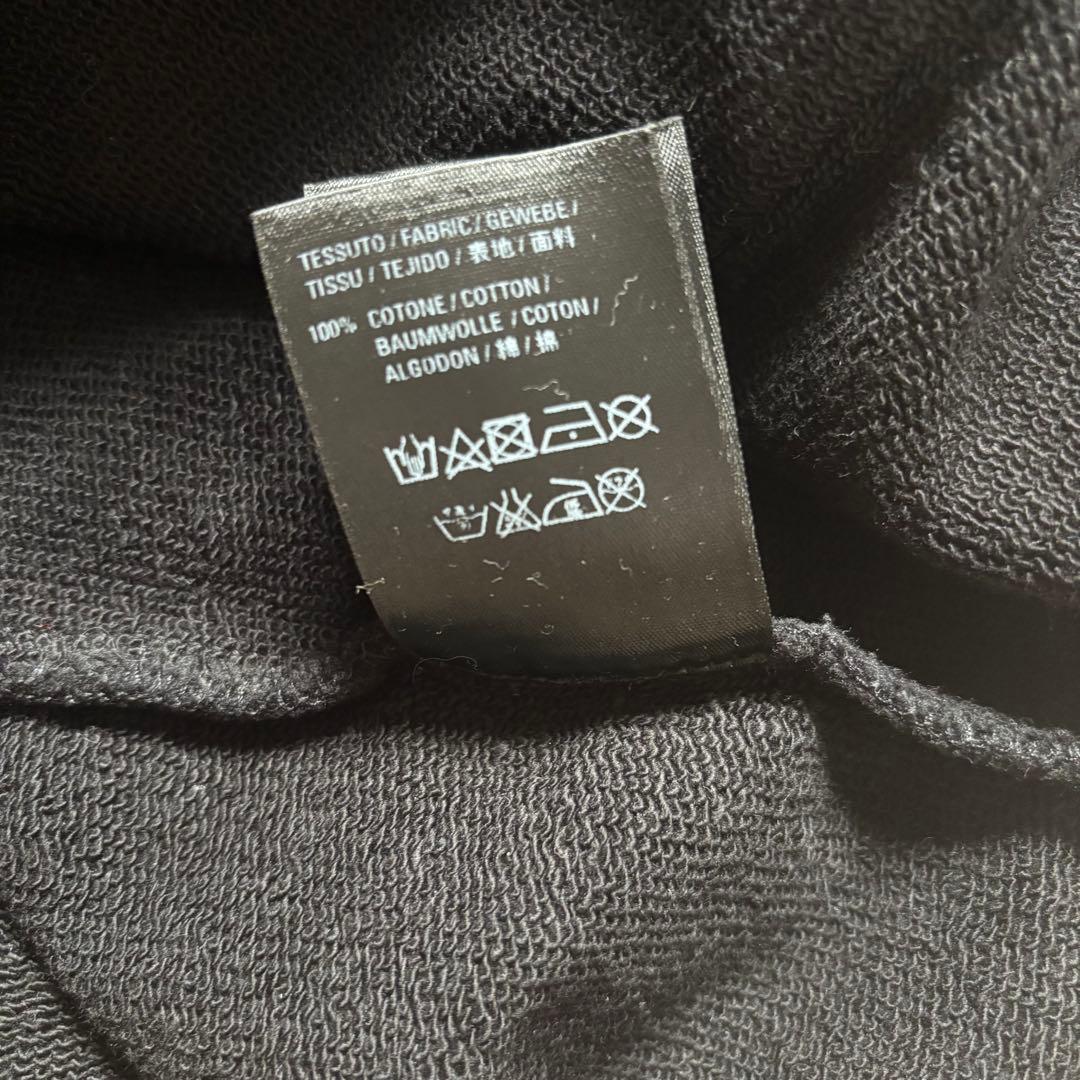 TESSUTO / FABRIC / GEWEBE /
TISSU / TEJIDO / 表地 / 面料
100% COTONE / COTTON /
BAUMWOLLE / COTON /
ALGODON / 綿 / 棉